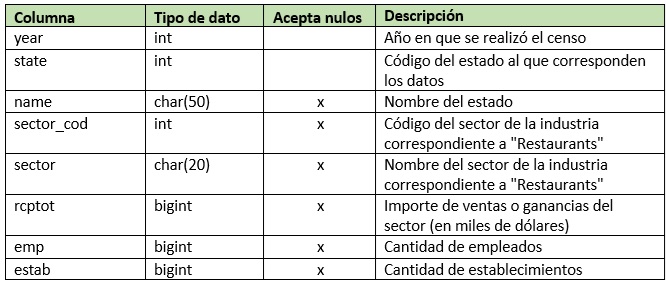 Columna Tipo de dato Acepta nulos Descripción
year int Año en que se realizó el censo
state int Código del estado al que corresponden
los datos
name char(50) x Nombre del estado
sector_cod int x Código del sector de la industria
correspondiente a "Restaurants"
sector char(20) x Nombre del sector de la industria
correspondiente a "Restaurants"
rcptot bigint x Importe de ventas o ganancias del
sector (en miles de dólares)
emp bigint x Cantidad de empleados
estab bigint x Cantidad de establecimientos